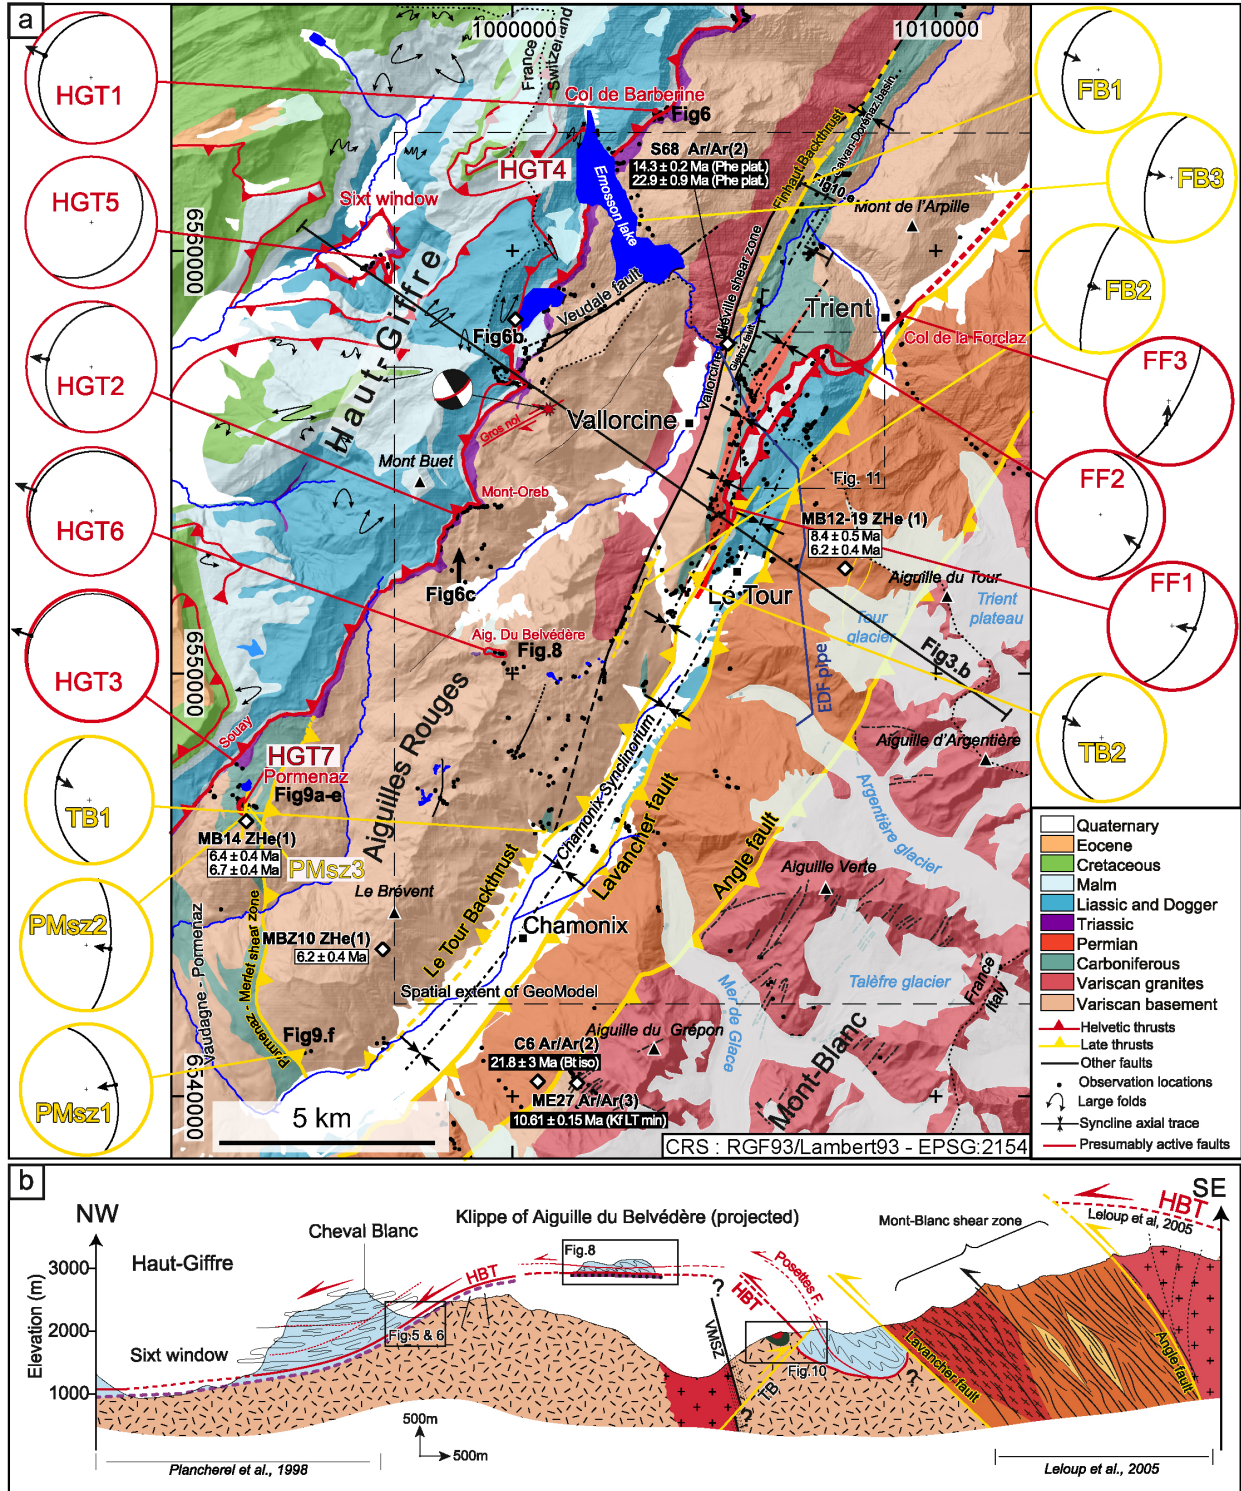 a
1000000
1010000
France
Switzerland
HGT1
Col de Barberine
Fig6
FB1
S68 Ar/Ar(2)
14.3 ± 0.2 Ma (Phe plat.)
22.9 ± 0.9 Ma (Phe plat.)
HGT4
Finhaut Backthrust
Salvan-Dorénaz basin
HGT5
Sixt window
Emosson lake
Mont de l'Arpille
FB3
6560000
Haut-Giffre
Veudale fault
Vallorcine
Miéville shear zone
Trient
FB2
Fig6b
Col de la Forclaz
HGT2
Gros nol
Vallorcine
FF3
Mont Buet
Fig. 11
Mont-Oreb
MB12-19 ZHe (1)
8.4 ± 0.5 Ma
6.2 ± 0.4 Ma
FF2
HGT6
Fig6c
Le Tour
Aiguille du Tour
Tour glacier
Trient plateau
FF1
Aig. Du Belvédère
Fig.8
Fig3.b
6550000
HGT3
EDF pipe
Souay
Aiguilles Rouges
Aiguille d'Argentière
TB2
HGT7
Pormenaz
Fig9a-e
Chamonix Synclinorium
Argentière glacier
TB1
MB14 ZHe(1)
6.4 ± 0.4 Ma
6.7 ± 0.4 Ma
PMsz3
Lavancher fault
Angle fault
Le Brévent
Aiguille Verte
PMsz2
Le Tour Backthrust
Chamonix
MBZ10 ZHe(1)
6.2 ± 0.4 Ma
Vaudagne - Pormenaz
Pormenaz - Merlet shear zone
Spatial extent of GeoModel
Talèfre glacier
France
Italy
Mer de Glace
Fig9.f
Aiguille du Grépon
C6 Ar/Ar(2)
21.8 ± 3 Ma (Bt iso)
Mont-Blanc
PMsz1
6540000
ME27 Ar/Ar(3)
10.61 ± 0.15 Ma (Kf LT min)
5 km
CRS : RGF93/Lambert93 - EPSG:2154
Quaternary
Eocene
Cretaceous
Malm
Liassic and Dogger
Triassic
Permian
Carboniferous
Variscan granites
Variscan basement
Helvetic thrusts
Late thrusts
Other faults
Observation locations
Large folds
Syncline axial trace
Presumably active faults
b
NW
SE
Klippe of Aiguille du Belvédère (projected)
Mont-Blanc shear zone
HBT
Leloup et al, 2005
Cheval Blanc
Haut-Giffre
Fig.8
Elevation (m)
3000
2000
1000
HBT
Posettes F.
?
HBT
Fig.5 & 6
VMSZ
Sixt window
Fig.10
TB
?
?
Lavancher fault
Angle fault
500m
500m
Plancherel et al., 1998
Leloup et al., 2005